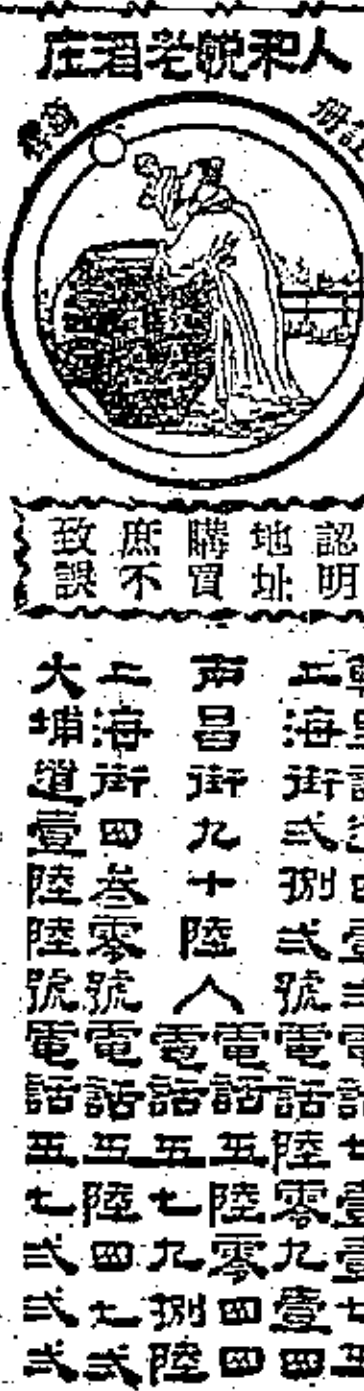 人和悅老酒庄
註册
認明
地址
購買
庶不
致誤
上海街弍捌弍號電話陸零九壹四
南昌街九十陸八電話五陸零四四
電話五七九捌陸
上海街四叁零號電話五陸四七弍
大埔道壹陸陸號電話五七弍弍弍